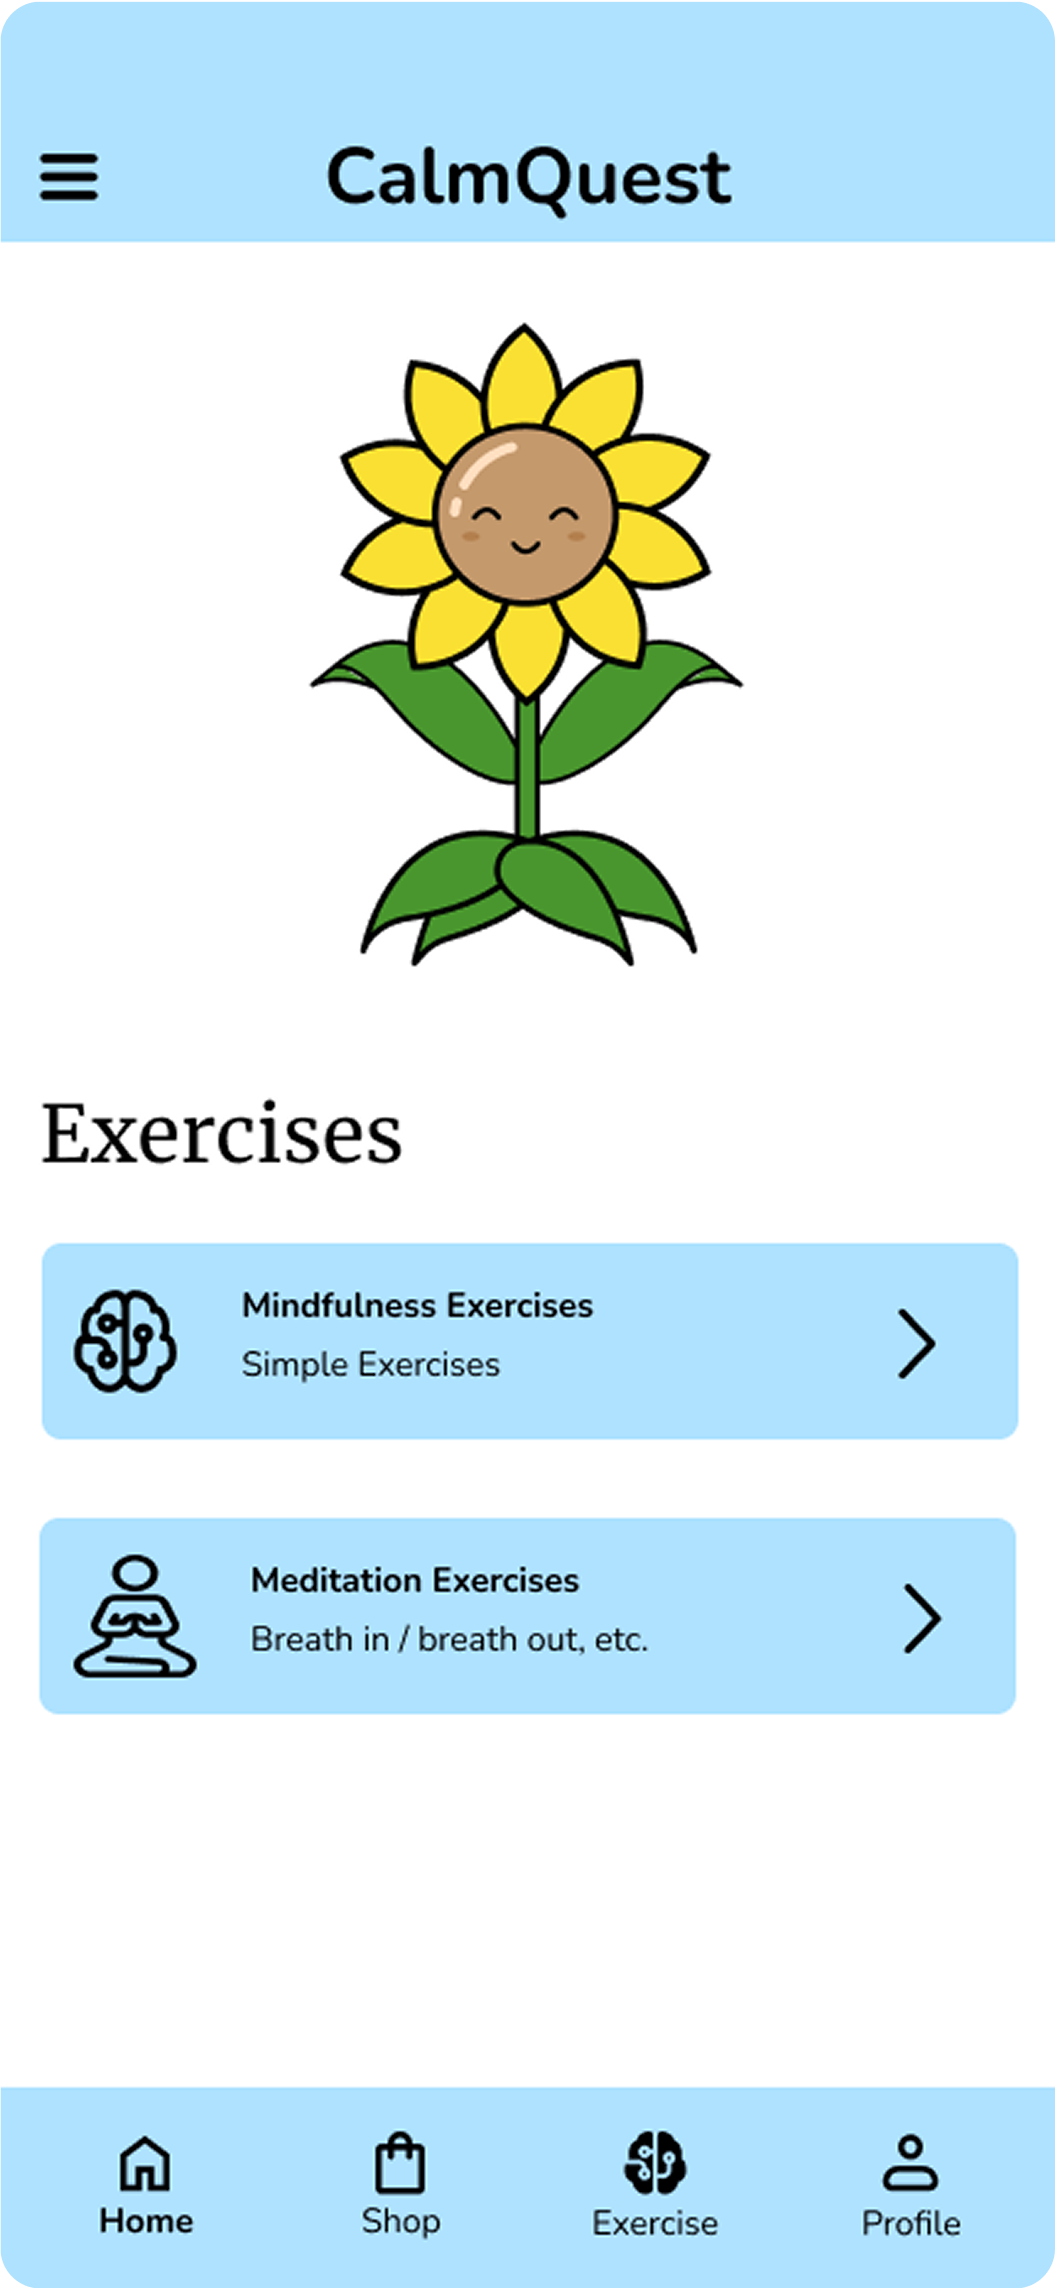 CalmQuest
Exercises
Mindfulness Exercises
Simple Exercises
Meditation Exercises
Breath in / breath out, etc.
Home
Shop
Exercise
Profile